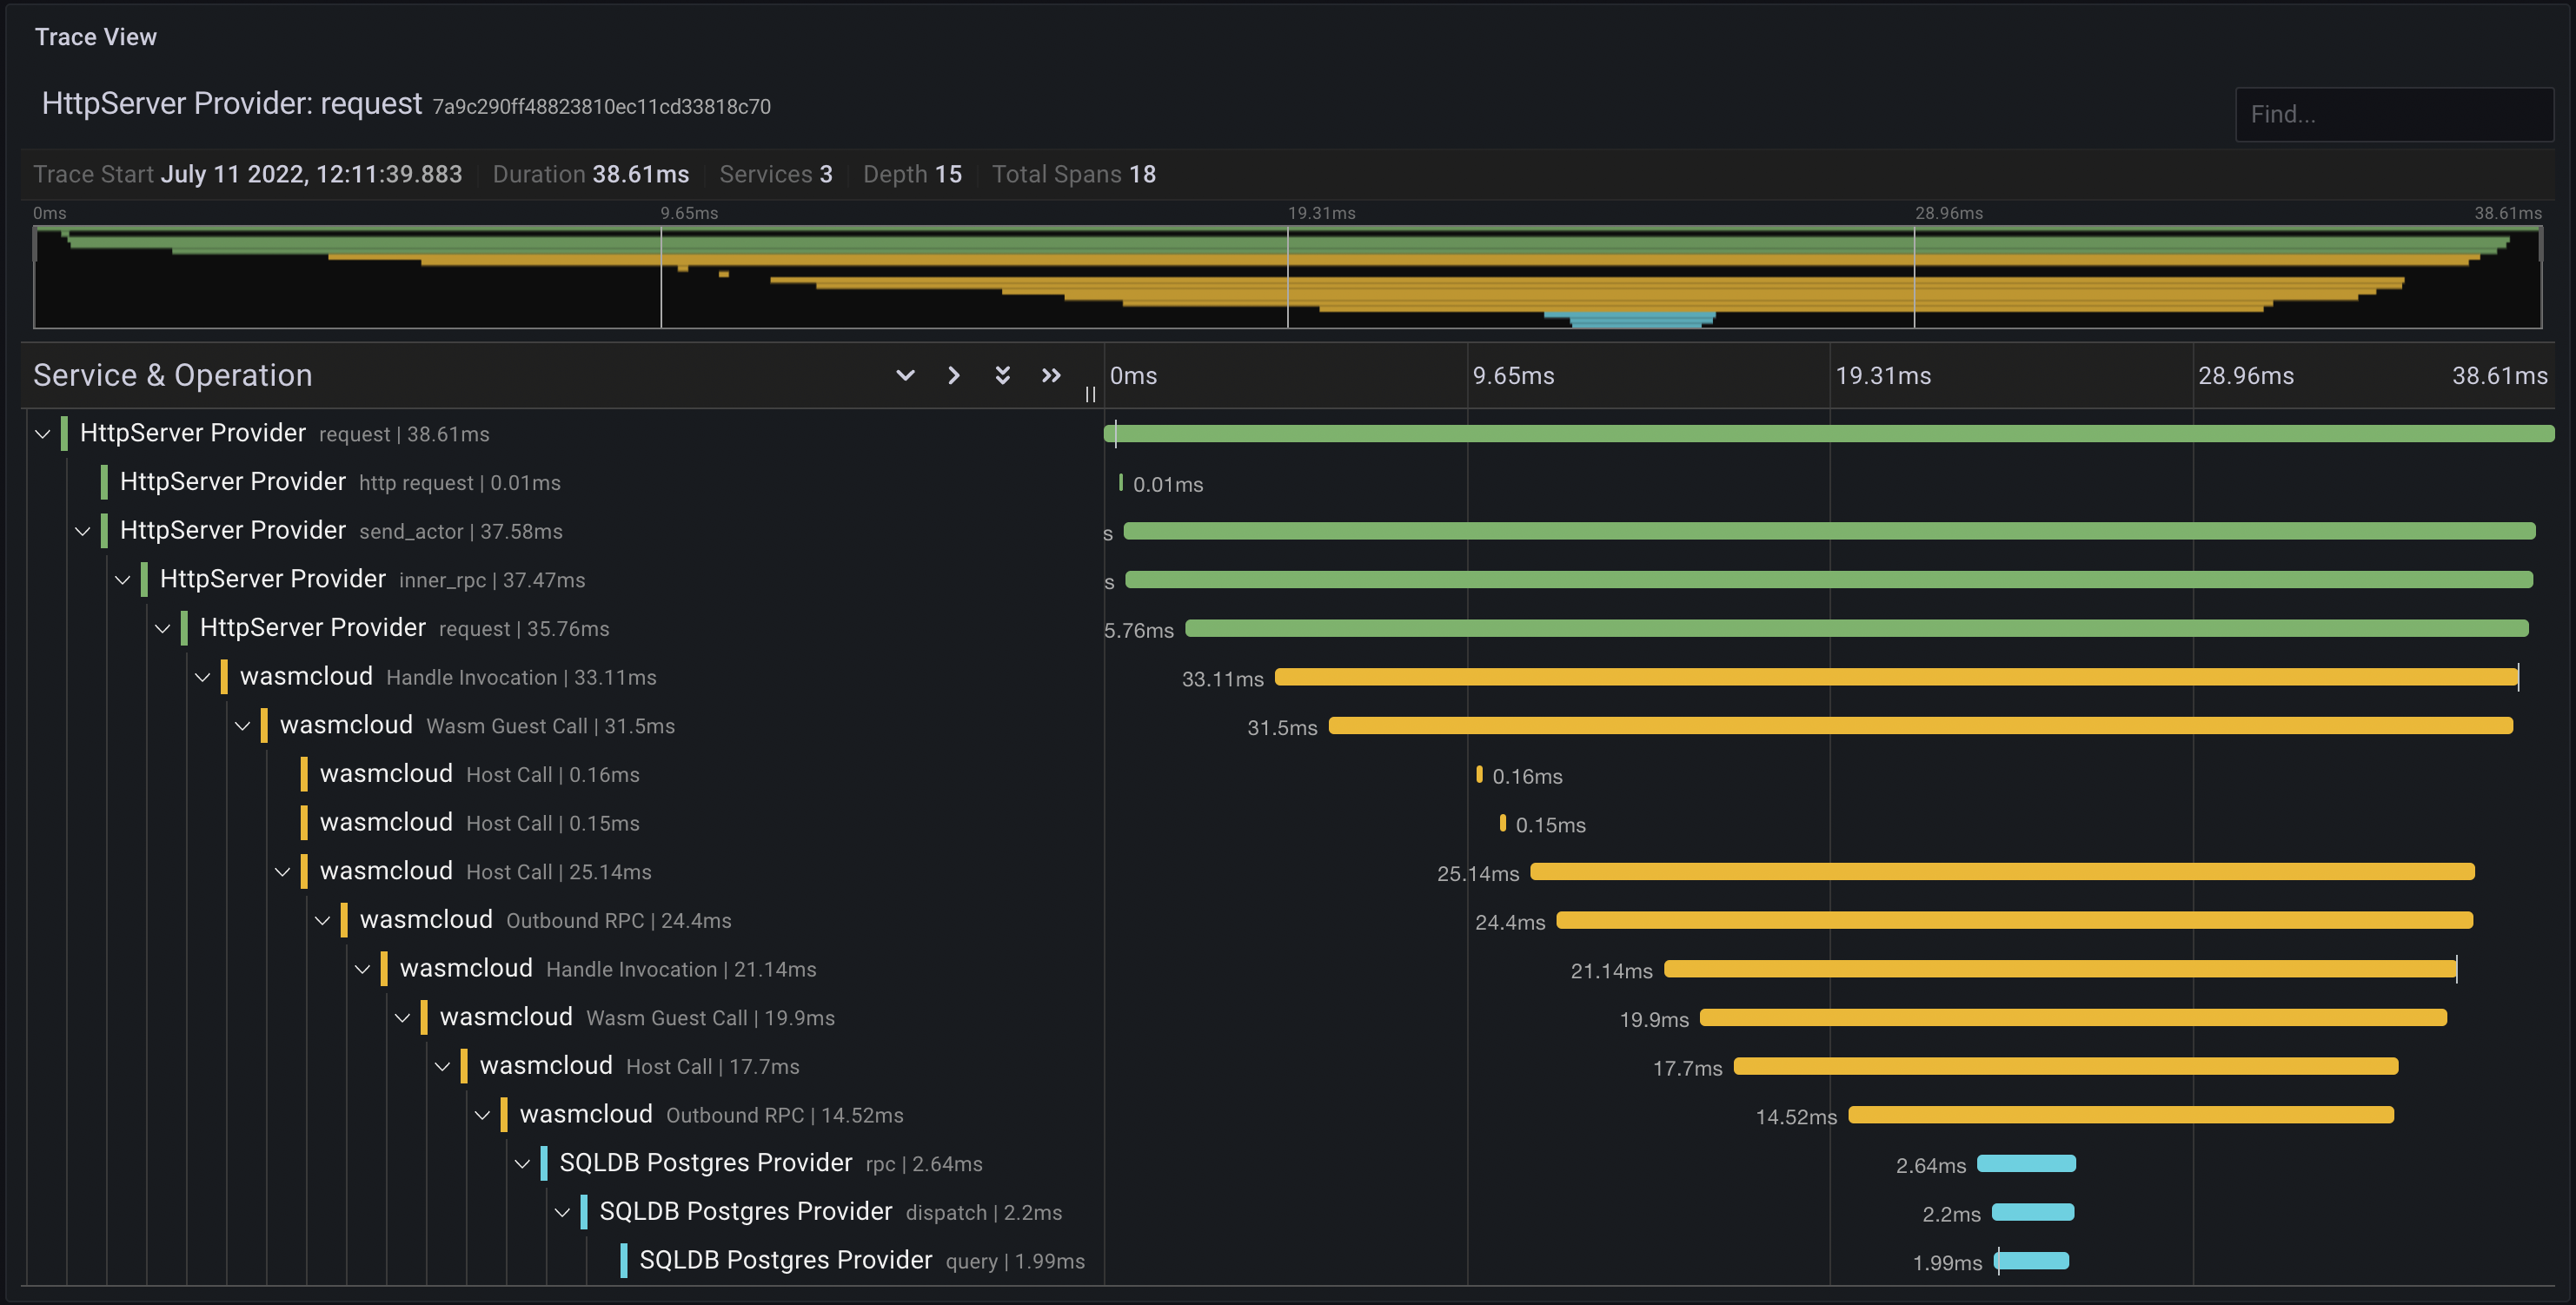 Trace View
HttpServer Provider: request 7a9c290ff48823810ec11cd33818c70
Find...
Trace Start July 11 2022, 12:11:39.883 Duration 38.61ms Services 3 Depth 15 Total Spans 18
0ms 9.65ms 19.31ms 28.96ms 38.61ms
Service & Operation 0ms 9.65ms 19.31ms 28.96ms 38.61ms
HttpServer Provider request | 38.61ms
HttpServer Provider http request | 0.01ms 0.01ms
HttpServer Provider send_actor | 37.58ms s
HttpServer Provider inner_rpc | 37.47ms s
HttpServer Provider request | 35.76ms 5.76ms
wasmcloud Handle Invocation | 33.11ms 33.11ms
wasmcloud Wasm Guest Call | 31.5ms 31.5ms
wasmcloud Host Call | 0.16ms 0.16ms
wasmcloud Host Call | 0.15ms 0.15ms
wasmcloud Host Call | 25.14ms 25.14ms
wasmcloud Outbound RPC | 24.4ms 24.4ms
wasmcloud Handle Invocation | 21.14ms 21.14ms
wasmcloud Wasm Guest Call | 19.9ms 19.9ms
wasmcloud Host Call | 17.7ms 17.7ms
wasmcloud Outbound RPC | 14.52ms 14.52ms
SQLDB Postgres Provider rpc | 2.64ms 2.64ms
SQLDB Postgres Provider dispatch | 2.2ms 2.2ms
SQLDB Postgres Provider query | 1.99ms 1.99ms